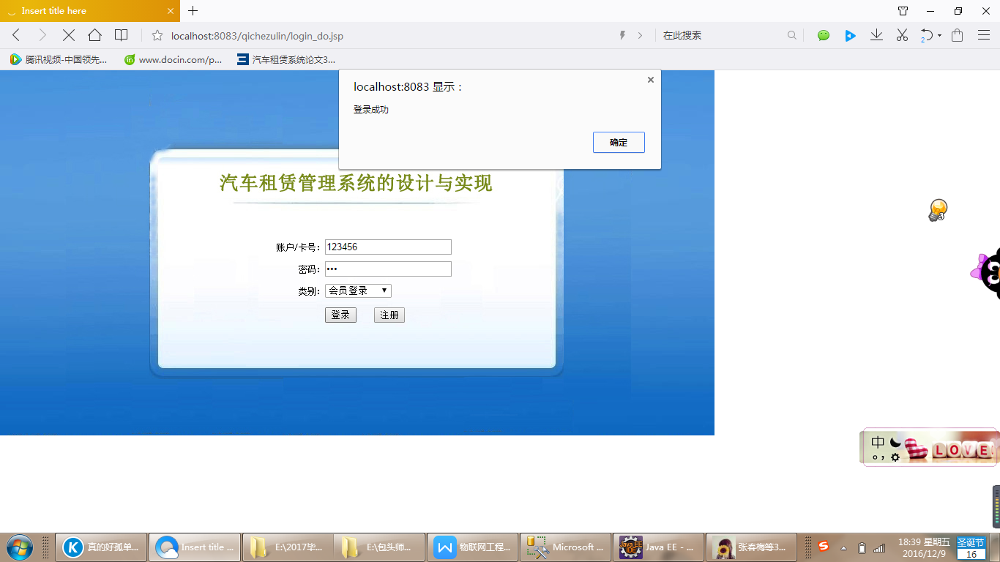 Insert title here
localhost:8083/qichezulin/login_do.jsp
在此搜索
2
腾讯视频-中国领先...
www.docin.com/p...
汽车租赁系统论文3...
localhost:8083 显示：
登录成功
确定
汽车租赁管理系统的设计与实现
账户/卡号：
123456
密码：
•••
类别：
会员登录
登录
注册
3
中
LOVE
真的好孤单...
Insert title ...
E:\2017毕...
E:\包头师...
物联网工程...
Microsoft ...
Java EE - ...
张春梅等3...
18:39 星期五
2016/12/9
圣诞节
16